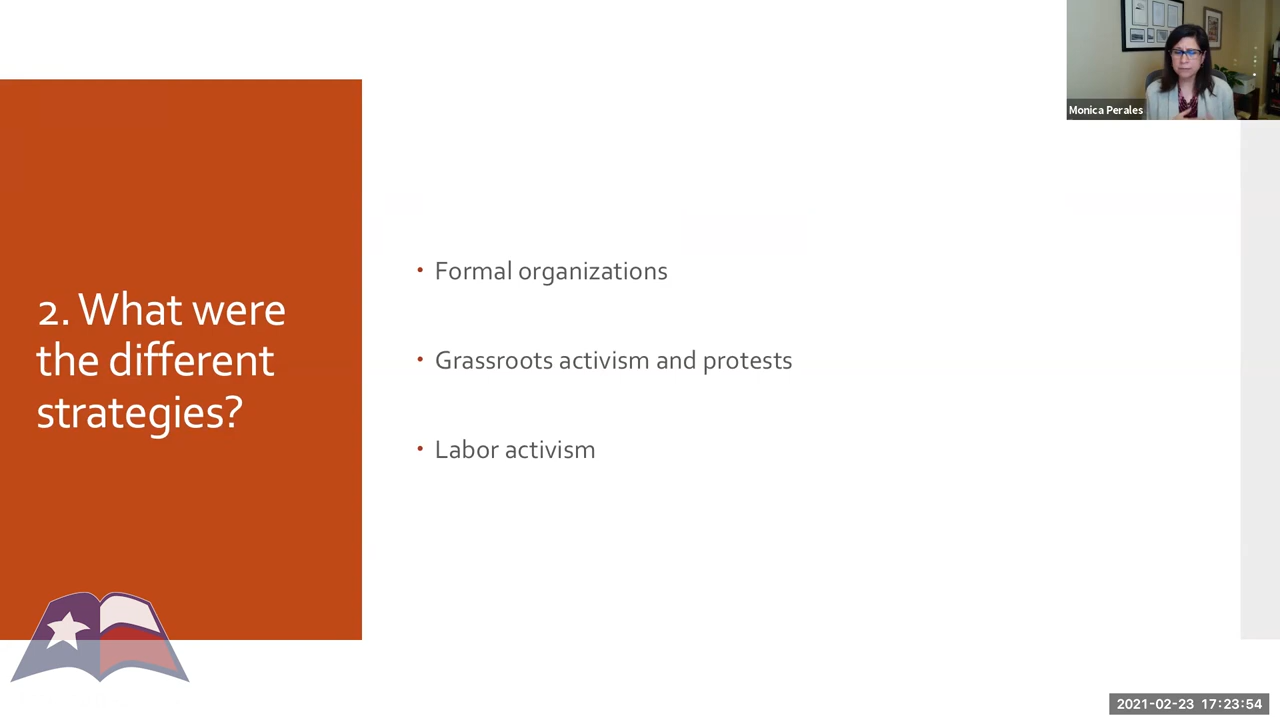 Monica Perales
2. What were
the different
strategies?
• Formal organizations
• Grassroots activism and protests
• Labor activism
2021-02-23 17:23:54